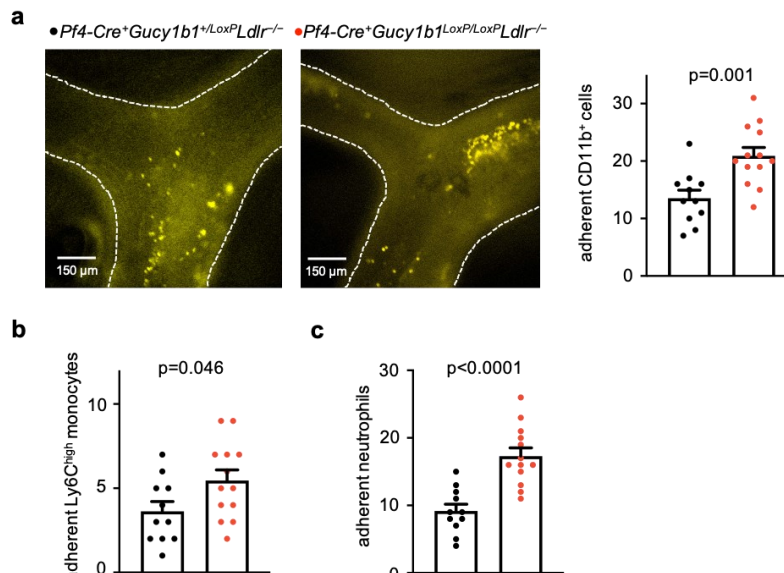 a
Pf4-Cre⁺Gucy1b1⁺/ᴸᵒˣᴾLdlr⁻/⁻
Pf4-Cre⁺Gucy1b1ᴸᵒˣᴾ/ᴸᵒˣᴾLdlr⁻/⁻
150 µm
150 µm
p=0.001
adherent CD11b⁺ cells
30
20
10
0
b
p=0.046
adherent Ly6Cʰⁱᵍʰ monocytes
10
5
0
c
p<0.0001
adherent neutrophils
30
20
10
0